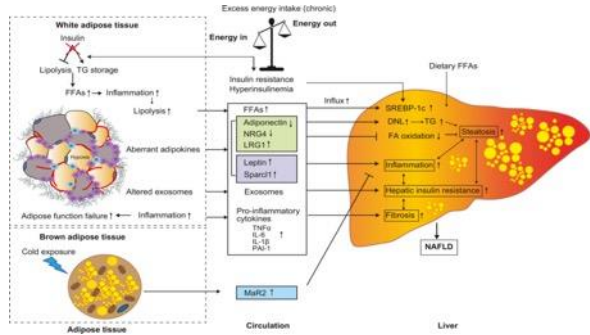 Excess energy intake (chronic)
Energy out
Energy in
White adipose tissue
Insulin
Lipolysis, TG storage
FFAs↑ → Inflammation↑
Lipolysis ↑
Hypoxia
Adipose function failure↑ ← Inflammation↑
Brown adipose tissue
Cold exposure
Adipose tissue
Aberrant adipokines
Altered exosomes
Insulin resistance
Hyperinsulinemia
FFAs↑
Adiponectin↓
NRG4↓
LRG1↑
Leptin↑
Sparcl1↑
Exosomes
Pro-inflammatory
cytokines
TNFα
IL-6 ↑
IL-1β
PAI-1
MaR2 ↑
Circulation
Influx↑
Dietary FFAs
SREBP-1c ↑
DNL↑ → TG↑
FA oxidation ↓
Steatosis ↑
Inflammation ↑
Hepatic insulin resistance ↑
Fibrosis ↑
NAFLD
Liver